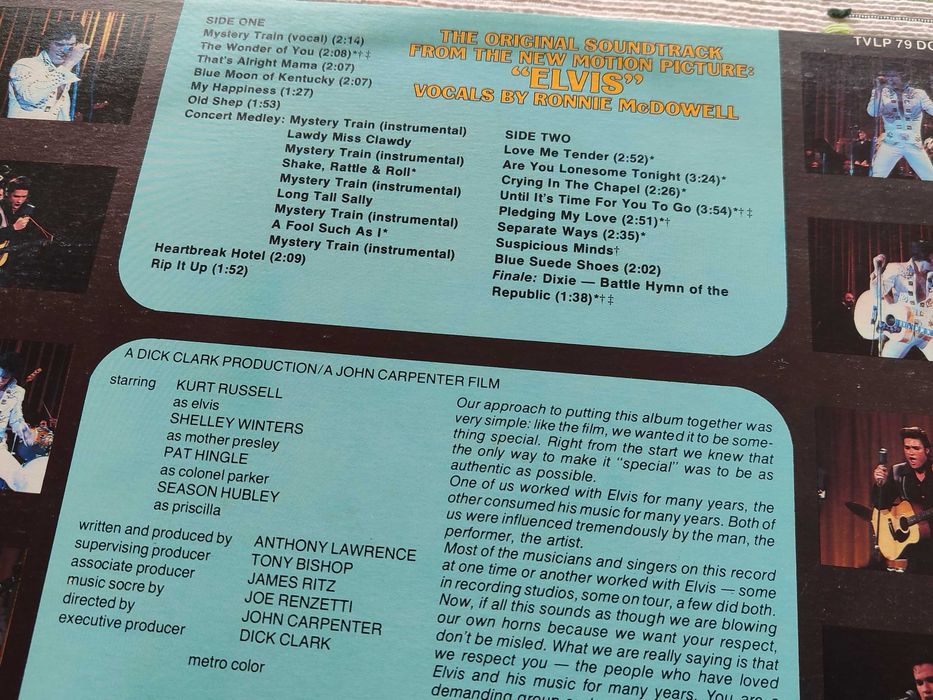 SIDE ONE
Mystery Train (vocal) (2:14)
The Wonder of You (2:08)*†‡
That's Alright Mama (2:07)
Blue Moon of Kentucky (2:07)
My Happiness (1:27)
Old Shep (1:53)
Concert Medley: Mystery Train (instrumental)
Lawdy Miss Clawdy
Mystery Train (instrumental)
Shake, Rattle & Roll*
Mystery Train (instrumental)
Long Tall Sally
Mystery Train (instrumental)
A Fool Such As I*
Mystery Train (instrumental)
Heartbreak Hotel (2:09)
Rip It Up (1:52)
THE ORIGINAL SOUNDTRACK
FROM THE NEW MOTION PICTURE:
"ELVIS"
VOCALS BY RONNIE McDOWELL
SIDE TWO
Love Me Tender (2:52)*
Are You Lonesome Tonight (3:24)*
Crying In The Chapel (2:26)*
Until It's Time For You To Go (3:54)*†‡
Pledging My Love (2:51)*†
Separate Ways (2:35)*
Suspicious Minds†
Blue Suede Shoes (2:02)
Finale: Dixie — Battle Hymn of the
Republic (1:38)*†‡
TVLP 79
A DICK CLARK PRODUCTION/A JOHN CARPENTER FILM
starring KURT RUSSELL
as elvis
SHELLEY WINTERS
as mother presley
PAT HINGLE
as colonel parker
SEASON HUBLEY
as priscilla
written and produced by ANTHONY LAWRENCE
supervising producer TONY BISHOP
associate producer JAMES RITZ
music socre by JOE RENZETTI
directed by JOHN CARPENTER
executive producer DICK CLARK
metro color
Our approach to putting this album together was
very simple: like the film, we wanted it to be some-
thing special. Right from the start we knew that
the only way to make it "special" was to be as
authentic as possible.
One of us worked with Elvis for many years, the
other consumed his music for many years. Both of
us were influenced tremendously by the man, the
performer, the artist.
Most of the musicians and singers on this record
at one time or another worked with Elvis — some
in recording studios, some on tour, a few did both.
Now, if all this sounds as though we are blowing
our own horns because we want your respect,
don't be misled. What we are really saying is that
we respect you — the people who have loved
Elvis and his music for many years. You are a
demanding group